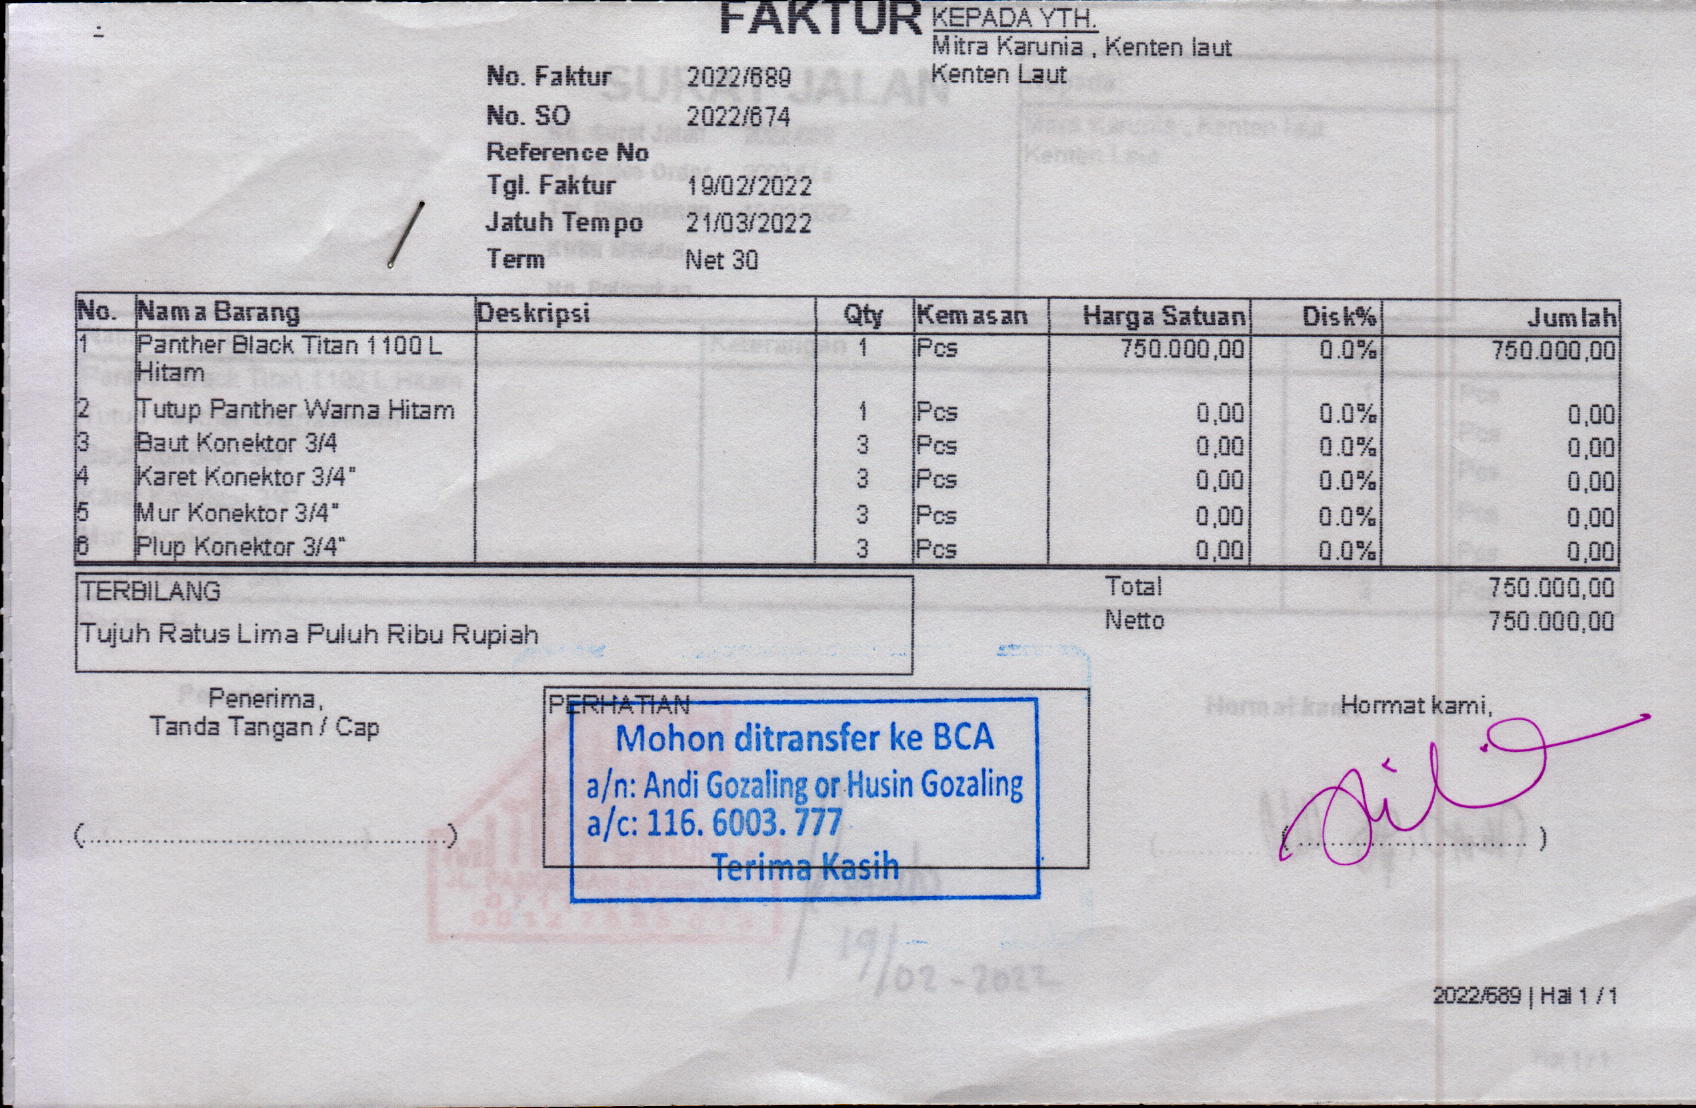 FAKTUR
KEPADA YTH.
Mitra Karunia , Kenten laut
Kenten Laut
No. Faktur 2022/689
No. SO 2022/674
Reference No
Tgl. Faktur 19/02/2022
Jatuh Tempo 21/03/2022
Term Net 30
No. Nama Barang Deskripsi Qty Kemasan Harga Satuan Disk% Jumlah
1 Panther Black Titan 1100 L 1 Pcs 750.000,00 0.0% 750.000,00
Hitam
2 Tutup Panther Warna Hitam 1 Pcs 0,00 0.0% 0,00
3 Baut Konektor 3/4 3 Pcs 0,00 0.0% 0,00
4 Karet Konektor 3/4" 3 Pcs 0,00 0.0% 0,00
5 Mur Konektor 3/4" 3 Pcs 0,00 0.0% 0,00
6 Plup Konektor 3/4" 3 Pcs 0,00 0.0% 0,00
TERBILANG
Tujuh Ratus Lima Puluh Ribu Rupiah
Total 750.000,00
Netto 750.000,00
Penerima,
Tanda Tangan / Cap
(........................................)
PERHATIAN
Mohon ditransfer ke BCA
a/n: Andi Gozaling or Husin Gozaling
a/c: 116. 6003. 777
Terima Kasih
Hormat kami,
19/02-2022
2022/689 | Hal 1 / 1